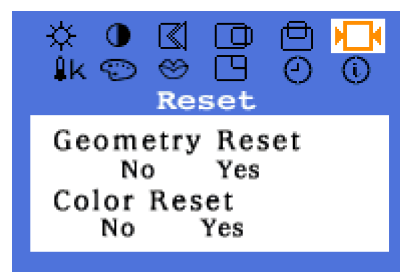 K
Reset
Geometry Reset
No Yes
Color Reset
No Yes